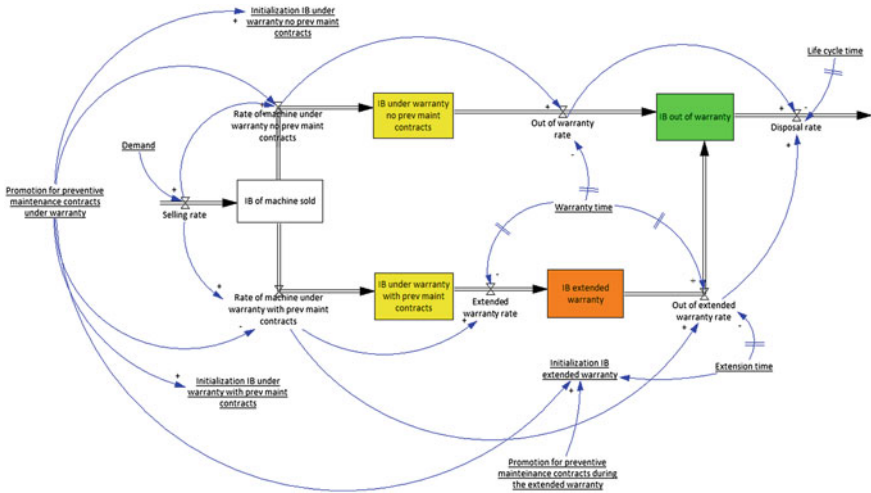 Initialization IB under
warranty no prev maint
contracts
+
Life cycle time
+
Rate of machine under
warranty no prev maint
contracts
IB under warranty
no prev maint
contracts
+
Out of warranty
rate
-
IB out of warranty
+
-
Disposal rate
+
Demand
+
Selling rate
IB of machine sold
Promotion for preventive
maintenance contracts
under warranty
Warranty time
+
-
Rate of machine under
warranty with prev maint
contracts
IB under warranty
with prev maint
contracts
-
Extended
warranty rate
+
IB extended
warranty
+
Out of extended
warranty rate
+
-
Extension time
+
Initialization IB under
warranty with prev maint
contracts
Initialization IB
extended warranty
+
Promotion for preventive
mainteinance contracts during
the extended warranty